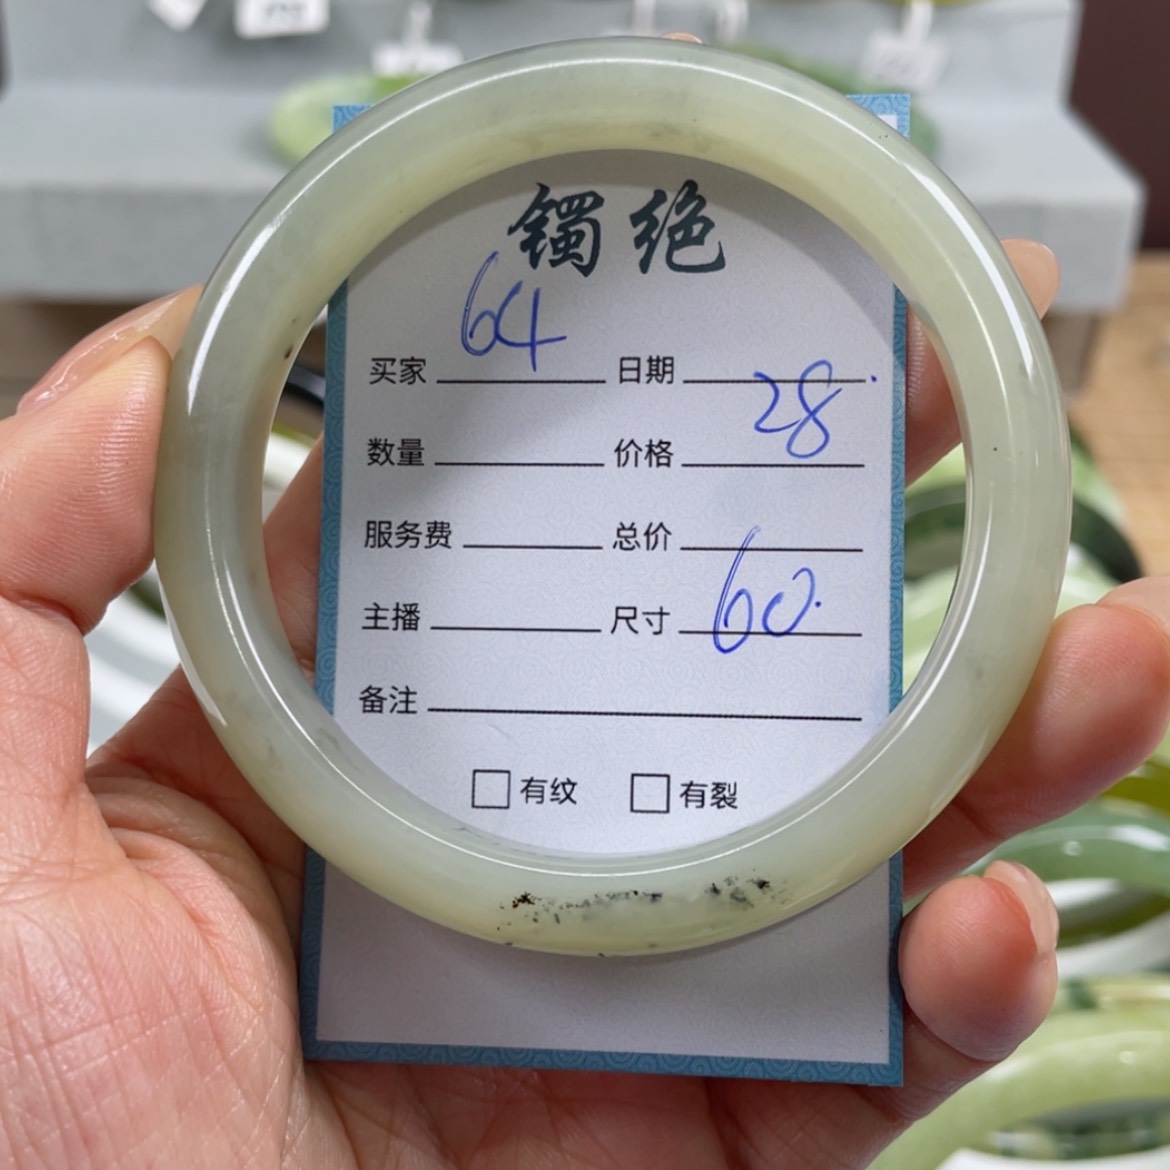 镯绝
64
买家 日期
28.
数量 价格
服务费 总价
主播 尺寸 60.
备注
有纹 有裂